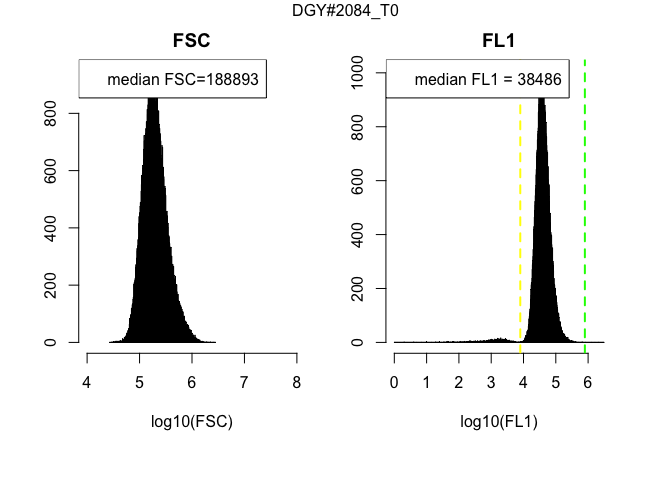 DGY#2084_T0
FSC
median FSC=188893
0
200
400
600
800
4 5 6 7 8
log10(FSC)
FL1
median FL1 = 38486
0
200
400
600
800
1000
0 1 2 3 4 5 6
log10(FL1)